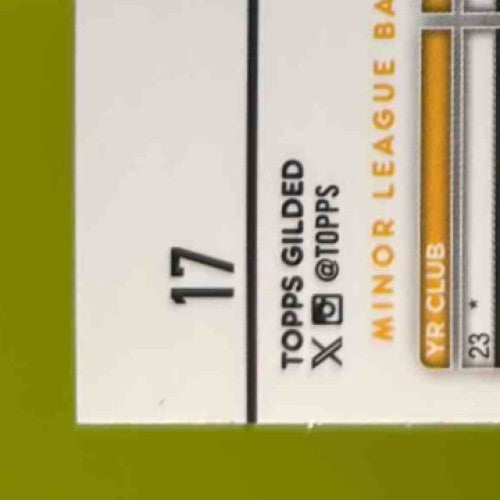 17
TOPPS GILDED
X @TOPPS
MINOR LEAGUE BA
YR CLUB
23 *